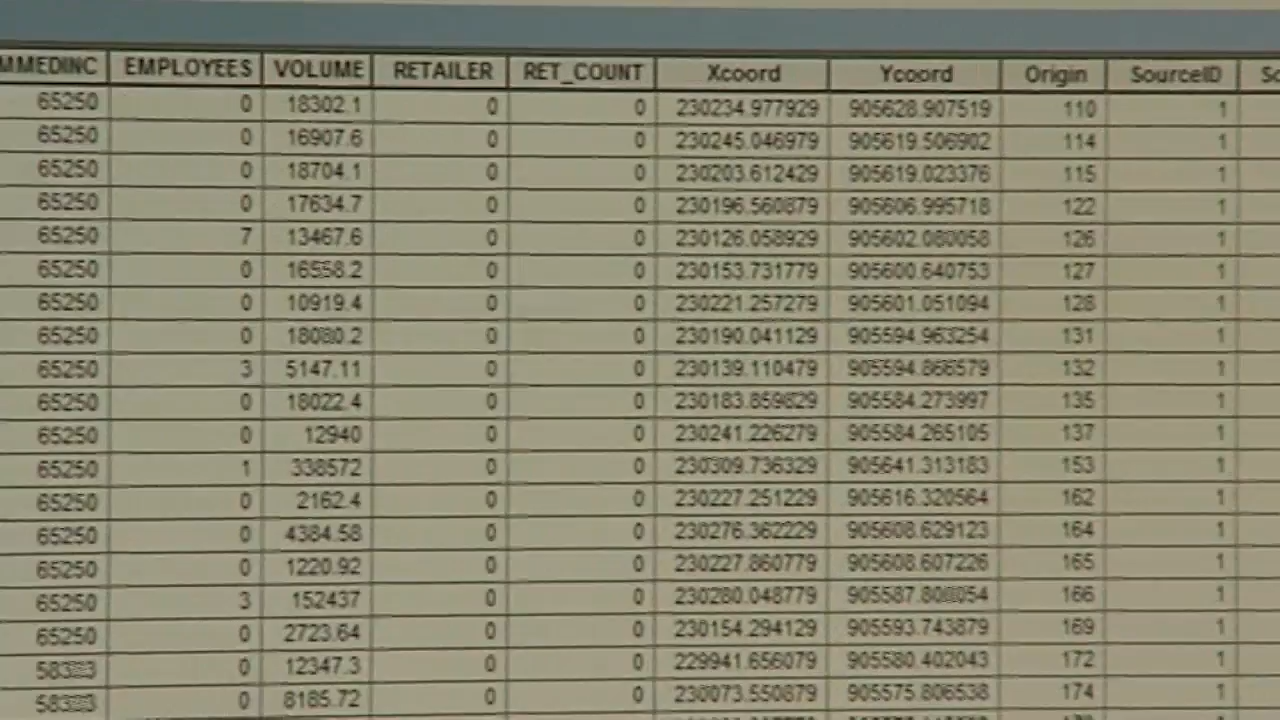 MMEDINC EMPLOYEES VOLUME RETAILER RET_COUNT Xcoord Ycoord Origin SourceID So
65250 0 18302.1 0 0 230234.977929 905628.907519 110 1
65250 0 16907.6 0 0 230245.046979 905619.506902 114 1
65250 0 18704.1 0 0 230203.612429 905619.023376 115 1
65250 0 17634.7 0 0 230196.560879 905606.995718 122 1
65250 7 13467.6 0 0 230126.058929 905602.080058 126 1
65250 0 16558.2 0 0 230153.731779 905600.640753 127 1
65250 0 10919.4 0 0 230221.257279 905601.051094 128 1
65250 0 18080.2 0 0 230190.041129 905594.963254 131 1
65250 3 5147.11 0 0 230139.110479 905594.866579 132 1
65250 0 18022.4 0 0 230183.859829 905584.273997 135 1
65250 0 12940 0 0 230241.226279 905584.265105 137 1
65250 1 338572 0 0 230309.736329 905641.313183 153 1
65250 0 2162.4 0 0 230227.251229 905616.320564 162 1
65250 0 4384.58 0 0 230276.362229 905608.629123 164 1
65250 0 1220.92 0 0 230227.860779 905608.607226 165 1
65250 3 152437 0 0 230280.048779 905587.808054 166 1
65250 0 2723.64 0 0 230154.294129 905593.743879 169 1
58333 0 12347.3 0 0 229941.656079 905580.402043 172 1
58333 0 8185.72 0 0 230073.550879 905575.806538 174 1